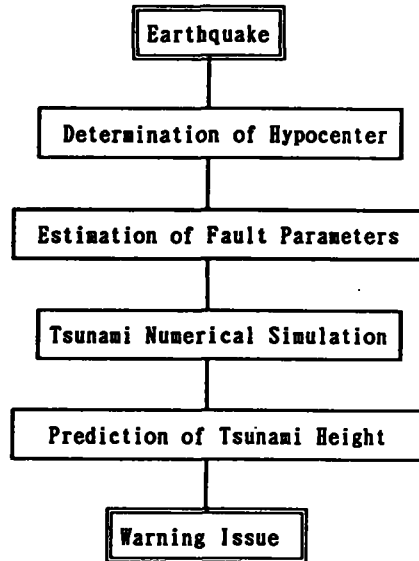 Earthquake
Determination of Hypocenter
Estimation of Fault Parameters
Tsunami Numerical Simulation
Prediction of Tsunami Height
Warning Issue